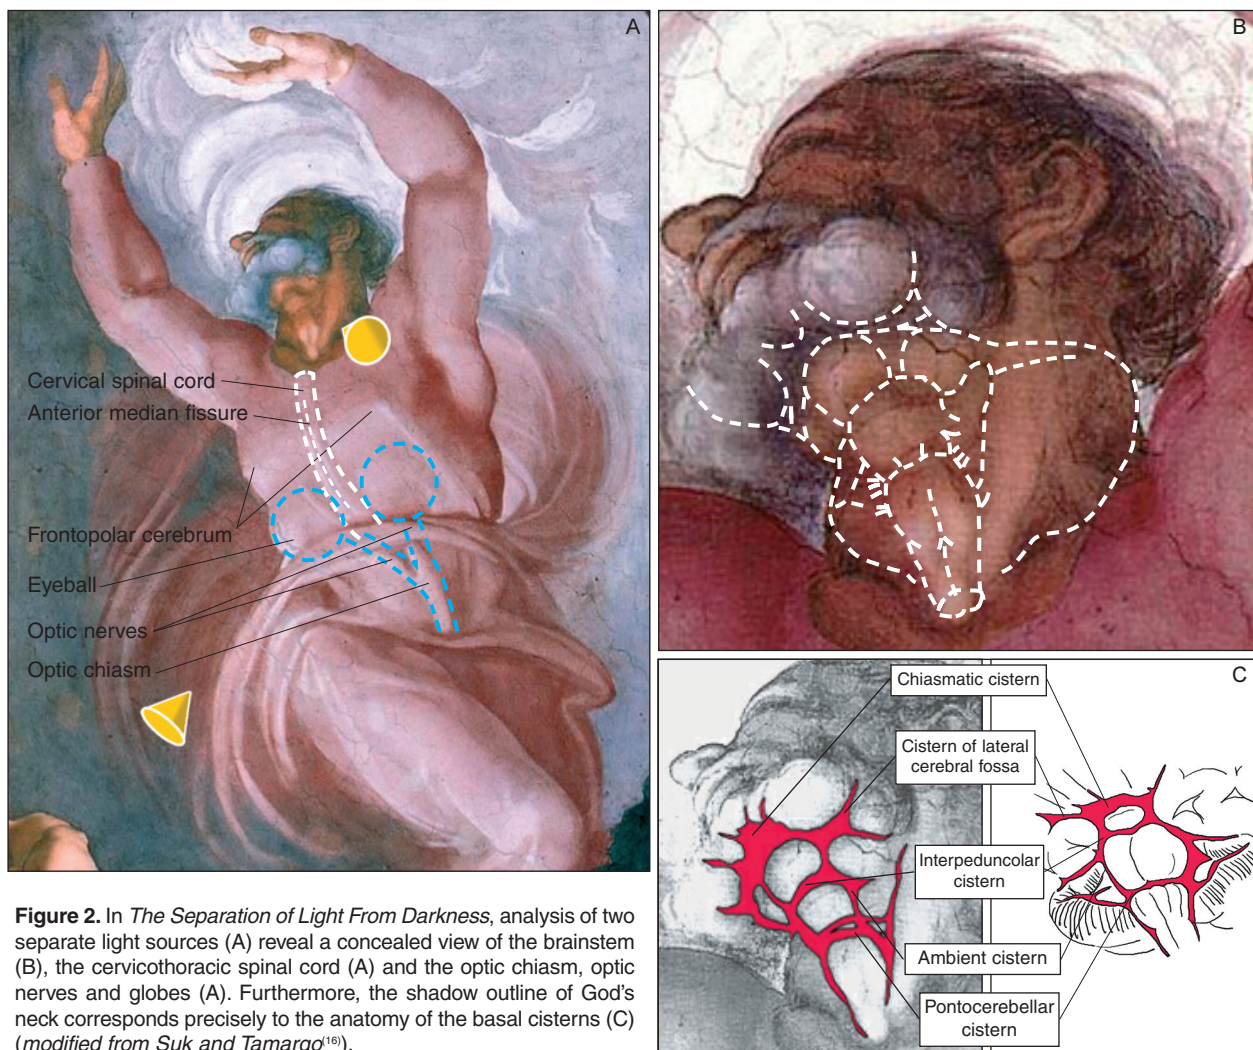 A
Cervical spinal cord
Anterior median fissure
Frontopolar cerebrum
Eyeball
Optic nerves
Optic chiasm
B
C
Chiasmatic cistern
Cistern of lateral
cerebral fossa
Interpeduncolar
cistern
Ambient cistern
Pontocerebellar
cistern
Figure 2. In The Separation of Light From Darkness, analysis of two
separate light sources (A) reveal a concealed view of the brainstem
(B), the cervicothoracic spinal cord (A) and the optic chiasm, optic
nerves and globes (A). Furthermore, the shadow outline of God's
neck corresponds precisely to the anatomy of the basal cisterns (C)
(modified from Suk and Tamargo(16)).